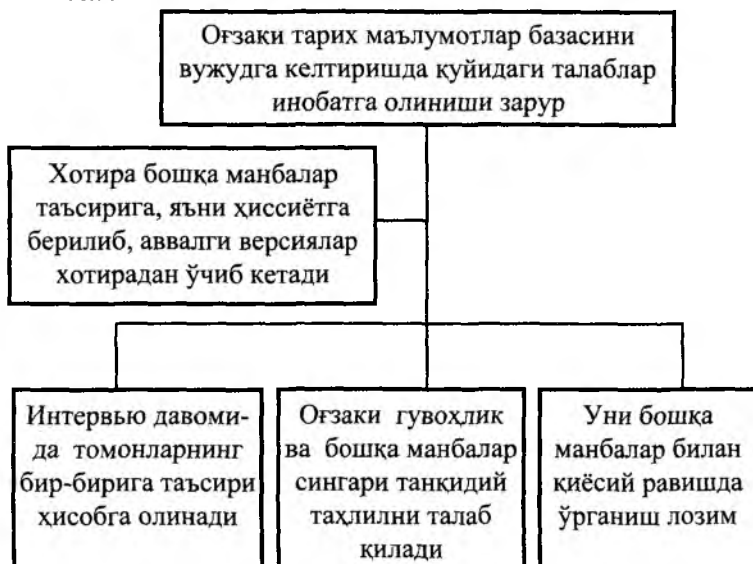 Оғзаки тарих маълумотлар базасини
вужудга келтиришда қуйидаги талаблар
инобатга олиниши зарур
Хотира бошқа манбалар
таъсирига, яъни ҳиссиётга
берилиб, аввалги версиялар
хотирадан ўчиб кетади
Интервью давоми-
да томонларнинг
бир-бирига таъсири
ҳисобга олинади
Оғзаки гувоҳлик
ва бошқа манбалар
сингари танқидий
таҳлилни талаб
қилади
Уни бошқа
манбалар билан
қиёсий равишда
ўрганиш лозим